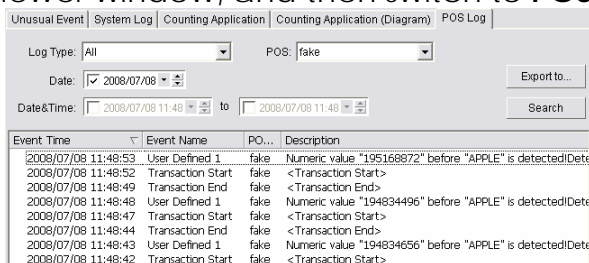 lower window, and then switch to
Unusual Event System Log Counting Application Counting Application (Diagram) POS Log
Log Type: All POS: fake
Date: 2008/07/08 Export to...
Date&Time: 2008/07/08 11:48 to 2008/07/08 11:48 Search
Event Time Event Name PO... Description
2008/07/08 11:48:53 User Defined 1 fake Numeric value "195168872" before "APPLE" is detected!Dete
2008/07/08 11:48:52 Transaction Start fake <Transaction Start>
2008/07/08 11:48:49 Transaction End fake <Transaction End>
2008/07/08 11:48:48 User Defined 1 fake Numeric value "194834496" before "APPLE" is detected!Dete
2008/07/08 11:48:47 Transaction Start fake <Transaction Start>
2008/07/08 11:48:44 Transaction End fake <Transaction End>
2008/07/08 11:48:43 User Defined 1 fake Numeric value "194834656" before "APPLE" is detected!Dete
2008/07/08 11:48:42 Transaction Start fake <Transaction Start>